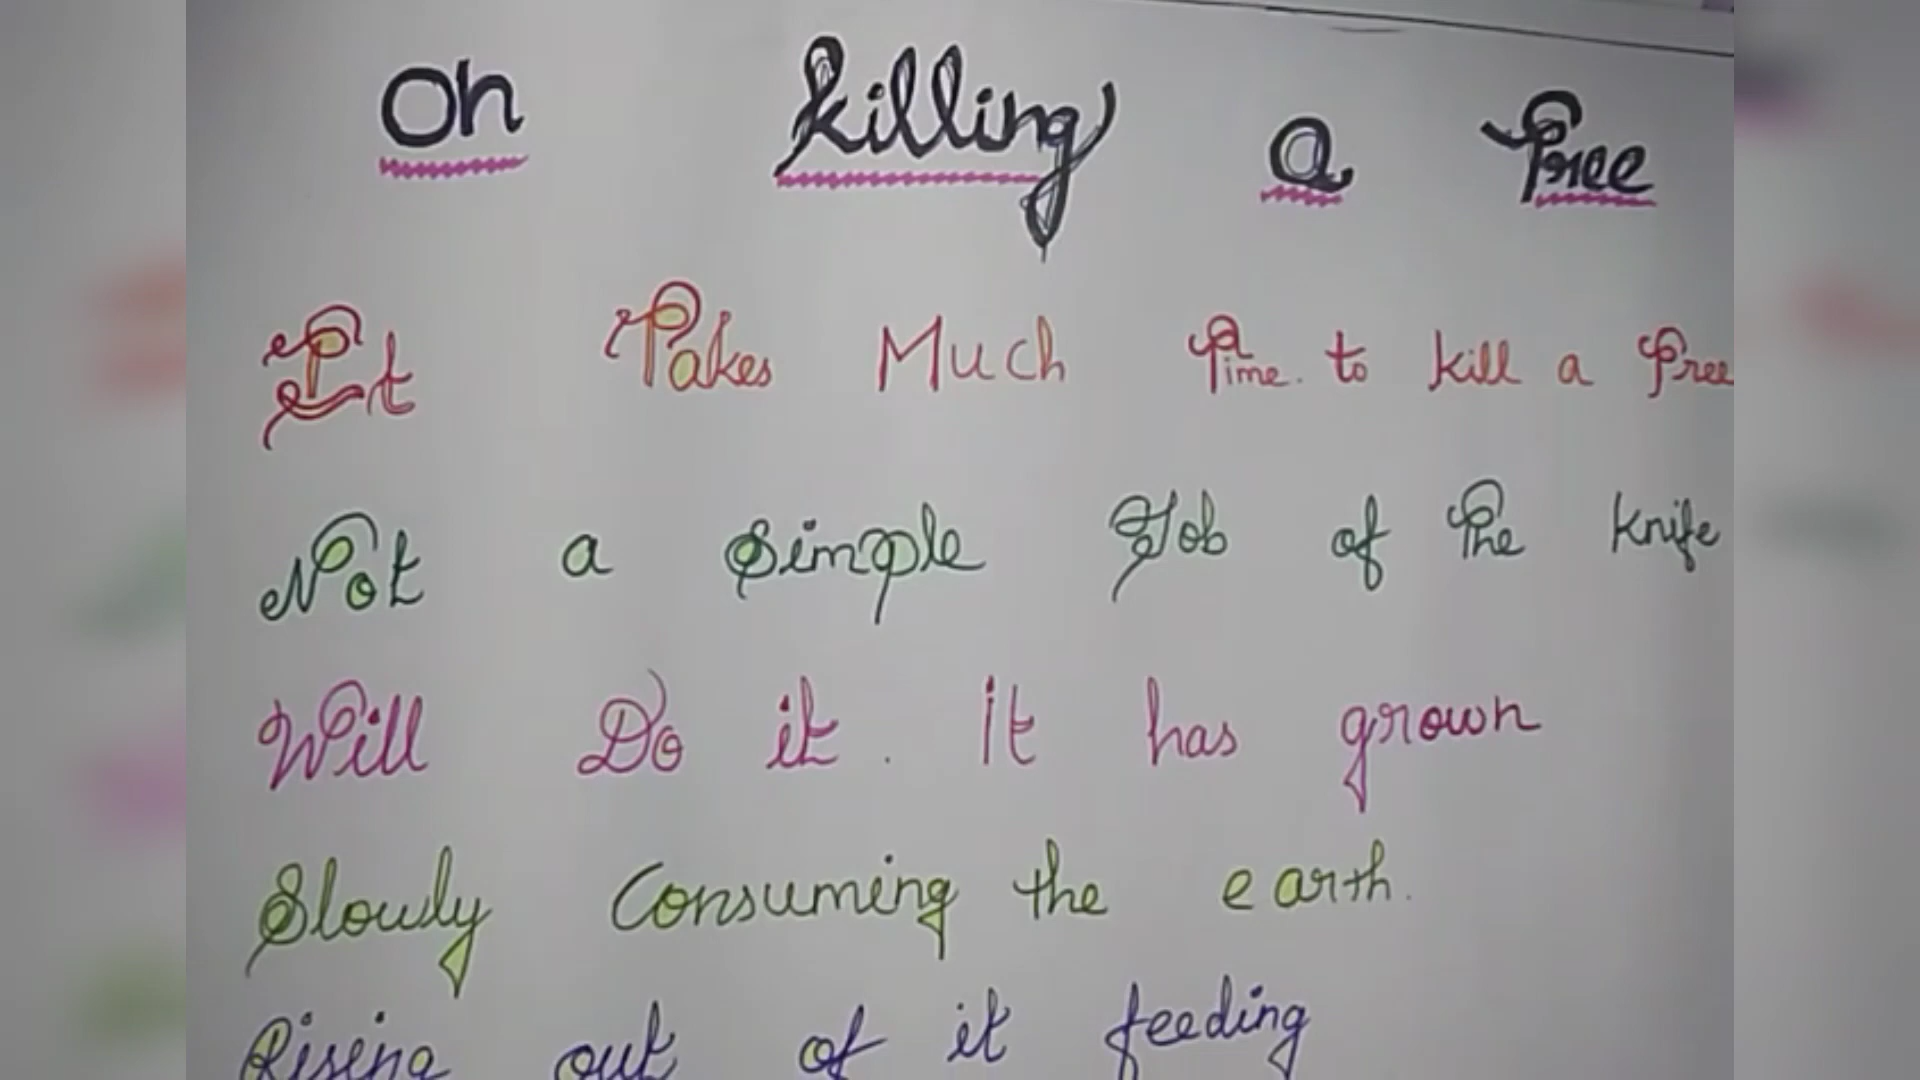 On Killing a Tree
It Takes Much Time. to kill a Tree
Not a Simple Job of The Knife
Will Do it. It has grown
Slowly Consuming the earth.
Rising out of it feeding